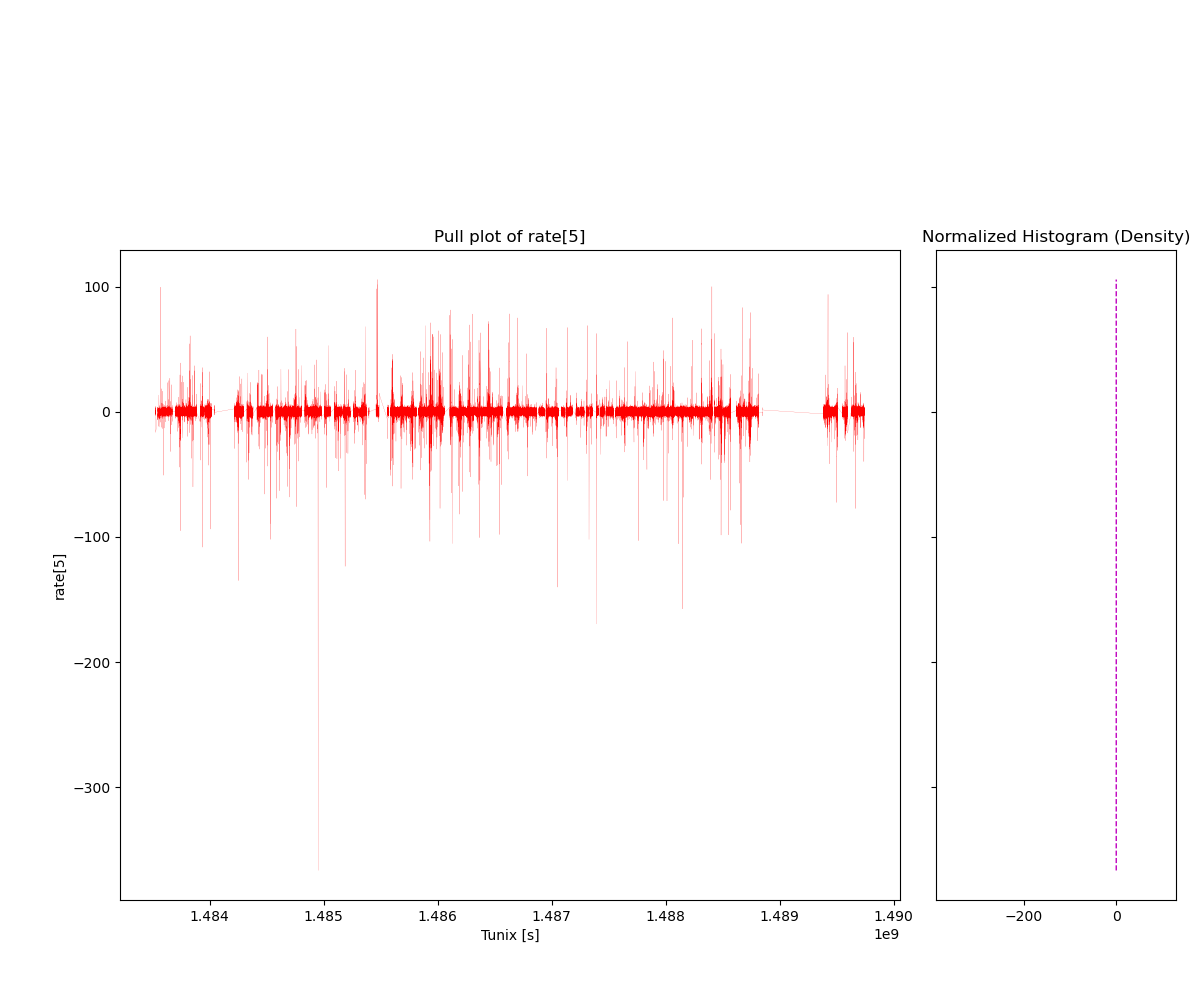 Pull plot of rate[5]
Normalized Histogram (Density)
100
0
−100
−200
−300
rate[5]
1.484 1.485 1.486 1.487 1.488 1.489 1.490
1e9
Tunix [s]
−200 0